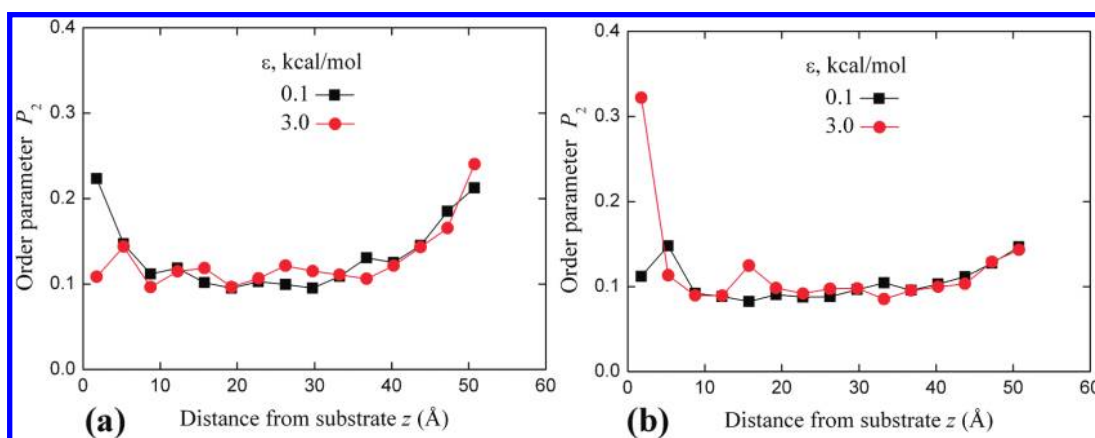 0.4
0.3
0.2
0.1
0.0
Order parameter P2
ε, kcal/mol
0.1
3.0
0 10 20 30 40 50 60
(a) Distance from substrate z (Å)
0.4
0.3
0.2
0.1
0.0
Order parameter P2
ε, kcal/mol
0.1
3.0
0 10 20 30 40 50 60
(b) Distance from substrate z (Å)